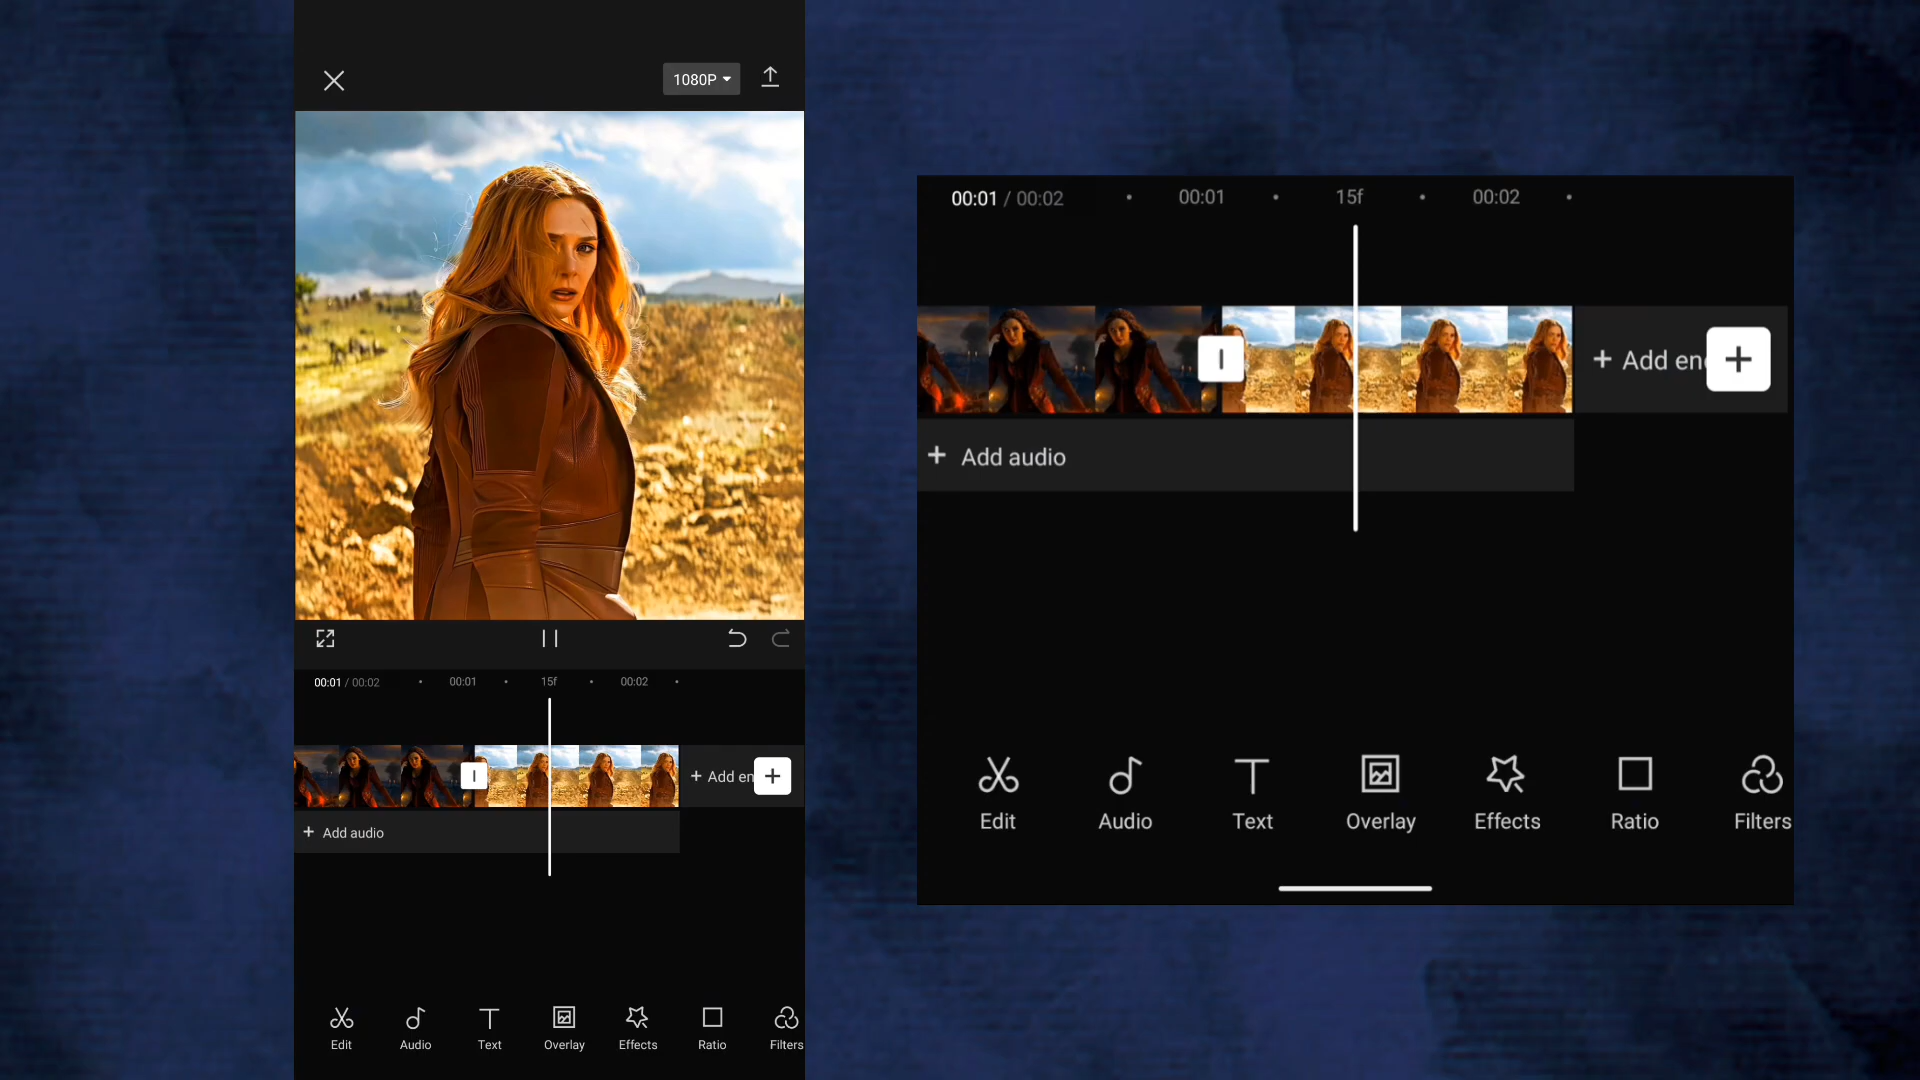 1080P
00:01 / 00:02
00:01
15f
00:02
+ Add en
+ Add audio
Edit
Audio
Text
Overlay
Effects
Ratio
Filters
00:01 / 00:02
00:01
15f
00:02
+ Add en
+ Add audio
Edit
Audio
Text
Overlay
Effects
Ratio
Filters